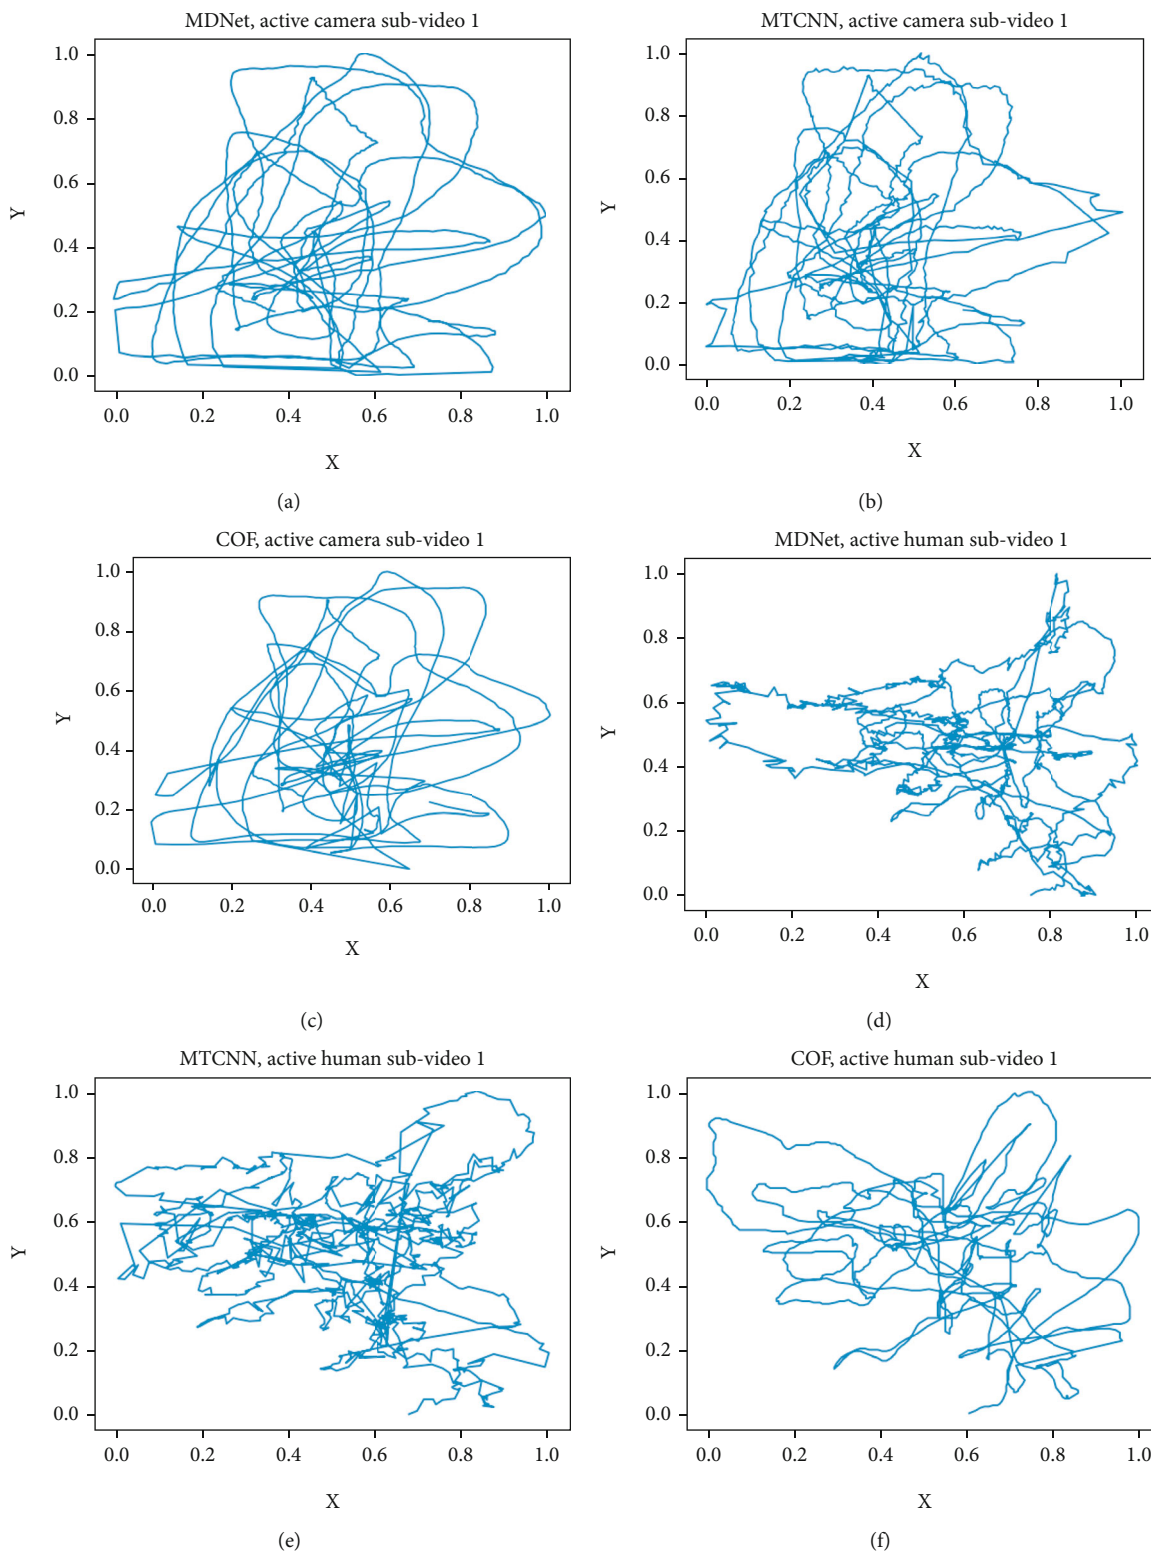 MDNet, active camera sub-video 1
1.0
0.8
0.6
0.4
0.2
0.0
Y
0.0 0.2 0.4 0.6 0.8 1.0
X
(a)
MTCNN, active camera sub-video 1
1.0
0.8
0.6
0.4
0.2
0.0
Y
0.0 0.2 0.4 0.6 0.8 1.0
X
(b)
COF, active camera sub-video 1
1.0
0.8
0.6
0.4
0.2
0.0
Y
0.0 0.2 0.4 0.6 0.8 1.0
X
(c)
MDNet, active human sub-video 1
1.0
0.8
0.6
0.4
0.2
0.0
Y
0.0 0.2 0.4 0.6 0.8 1.0
X
(d)
MTCNN, active human sub-video 1
1.0
0.8
0.6
0.4
0.2
0.0
Y
0.0 0.2 0.4 0.6 0.8 1.0
X
(e)
COF, active human sub-video 1
1.0
0.8
0.6
0.4
0.2
0.0
Y
0.0 0.2 0.4 0.6 0.8 1.0
X
(f)